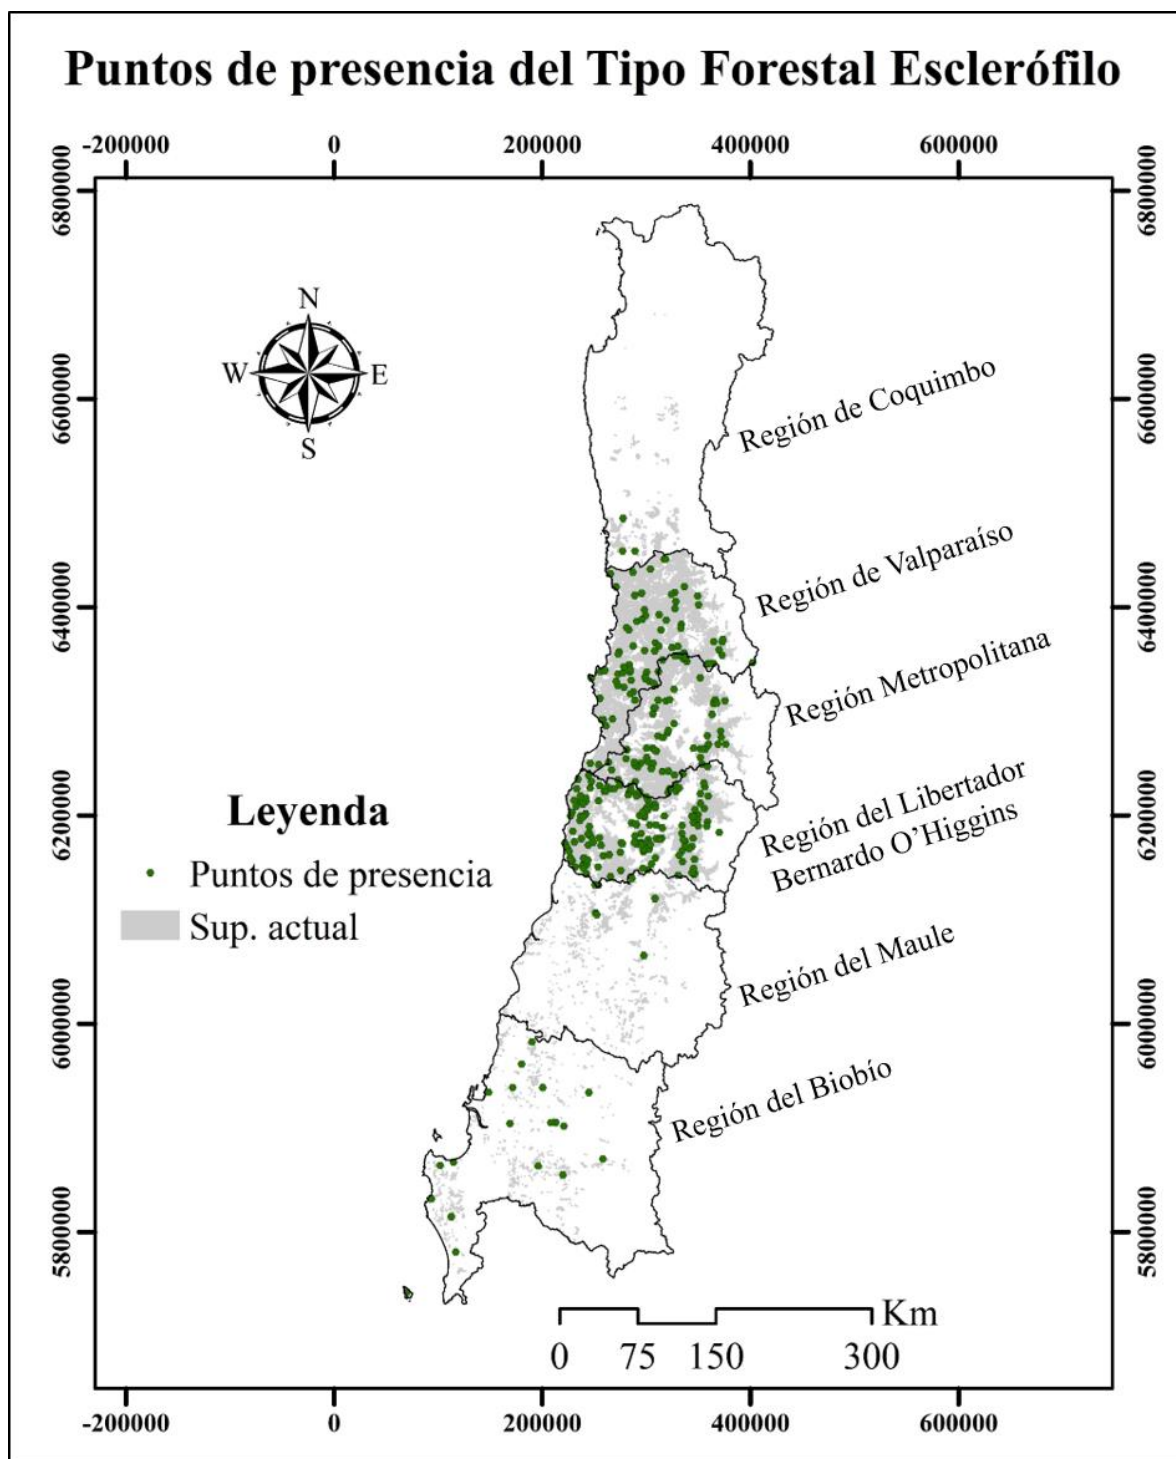 Puntos de presencia del Tipo Forestal Esclerófilo
-200000 0 200000 400000 600000
6800000 6800000
N
W E
S
Región de Coquimbo
6600000 6600000
Región de Valparaíso
6400000 6400000
Región Metropolitana
Región del Libertador
Bernardo O'Higgins
6200000 6200000
Leyenda
Puntos de presencia
Sup. actual
Región del Maule
6000000 6000000
Región del Biobío
5800000 5800000
Km
0 75 150 300
-200000 0 200000 400000 600000